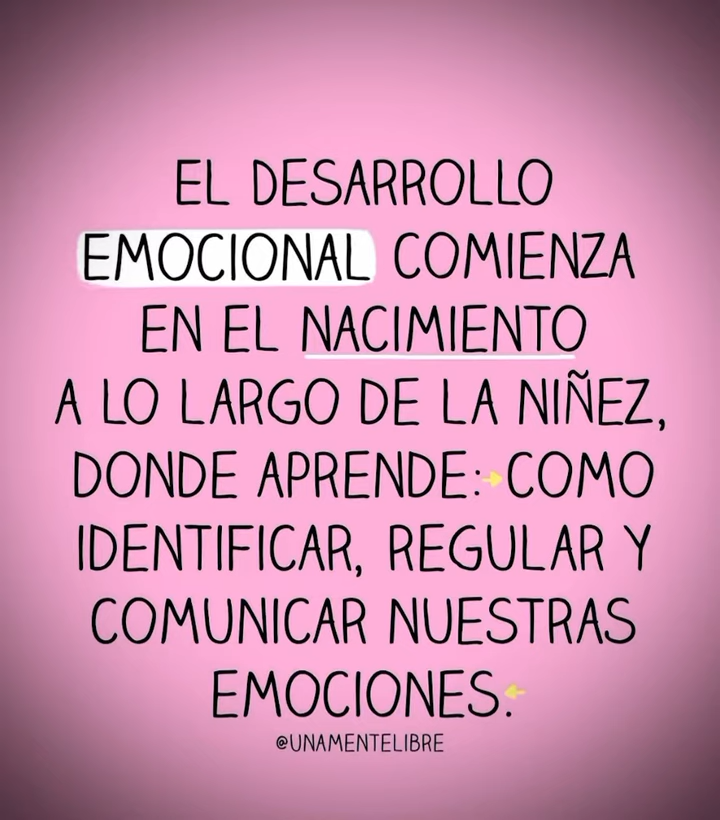 EL DESARROLLO
EMOCIONAL COMIENZA
EN EL NACIMIENTO
A LO LARGO DE LA NIÑEZ,
DONDE APRENDE: COMO
IDENTIFICAR, REGULAR Y
COMUNICAR NUESTRAS
EMOCIONES.
@UNAMENTELIBRE